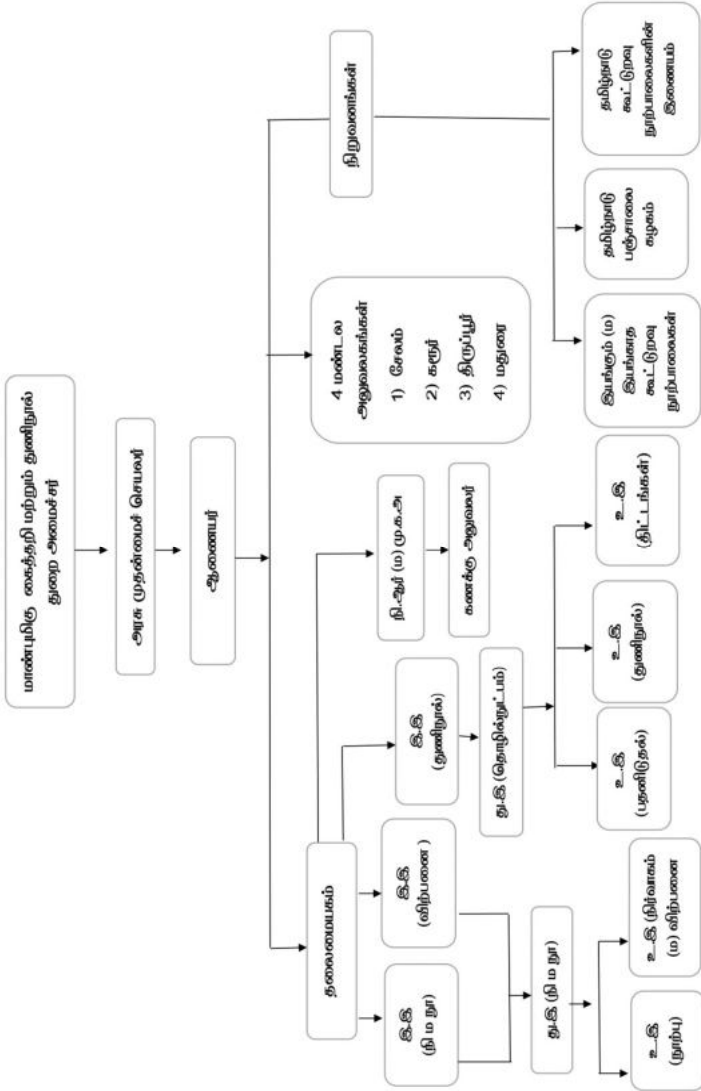 மாண்புமிகு கைத்தறி மற்றும் துணிநூல்
துறை அமைச்சர்
அரசு முதன்மைச் செயலர்
ஆணையர்
தலைமையகம்
4 மண்டல
அலுவலகங்கள்
1) சேலம்
2) கரூர்
3) திருப்பூர்
4) மதுரை
நிறுவனங்கள்
இ.இ
(நி ம நூ)
இ.இ
(விற்பனை )
இ.இ
(துணிநூல்)
நி.ஆர் (ம) மு.க.அ
கணக்கு அலுவலர்
து.இ (நி ம நூ)
து.இ (தொழில்நுட்பம்)
உ.இ
(நூற்பு)
உ.இ (நிர்வாகம்
(ம) விற்பனை
உ.இ
(பதனிடுதல்)
உ.இ
(துணிநூல்)
உ.இ
(திட்டங்கள்)
இயங்கும் (ம)
இயங்காத
கூட்டுறவு
நூற்பாலைகள்
தமிழ்நாடு
பஞ்சாலை
கழகம்
தமிழ்நாடு
கூட்டுறவு
நூற்பாலைகளின்
இணையம்